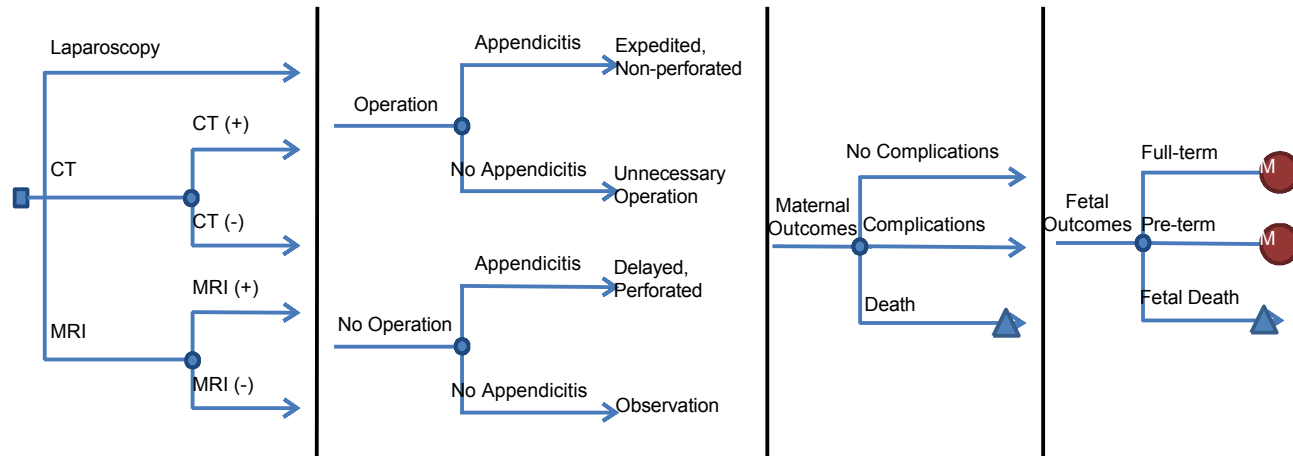 Laparoscopy
CT
CT (+)
CT (-)
MRI
MRI (+)
MRI (-)
Operation
Appendicitis
Expedited,
Non-perforated
No Appendicitis
Unnecessary
Operation
No Operation
Appendicitis
Delayed,
Perforated
No Appendicitis
Observation
Maternal
Outcomes
No Complications
Complications
Death
Fetal
Outcomes
Full-term
M
Pre-term
M
Fetal Death